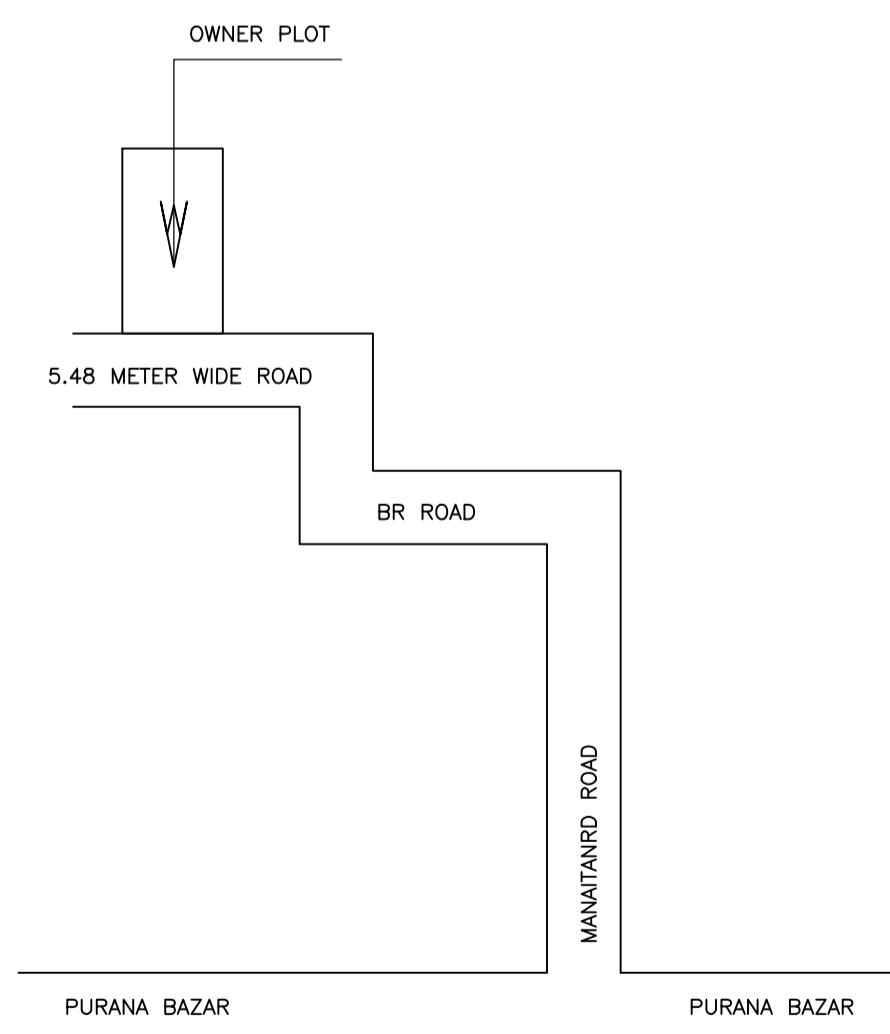 OWNER PLOT
5.48 METER WIDE ROAD
BR ROAD
MANAITANRD ROAD
PURANA BAZAR
PURANA BAZAR